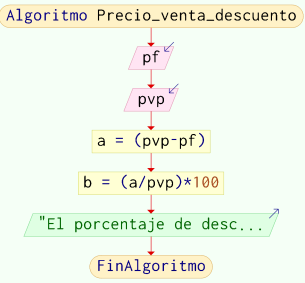 Algoritmo Precio_venta_descuento
pf
pvp
a = (pvp-pf)
b = (a/pvp)*100
"El porcentaje de desc...
FinAlgoritmo